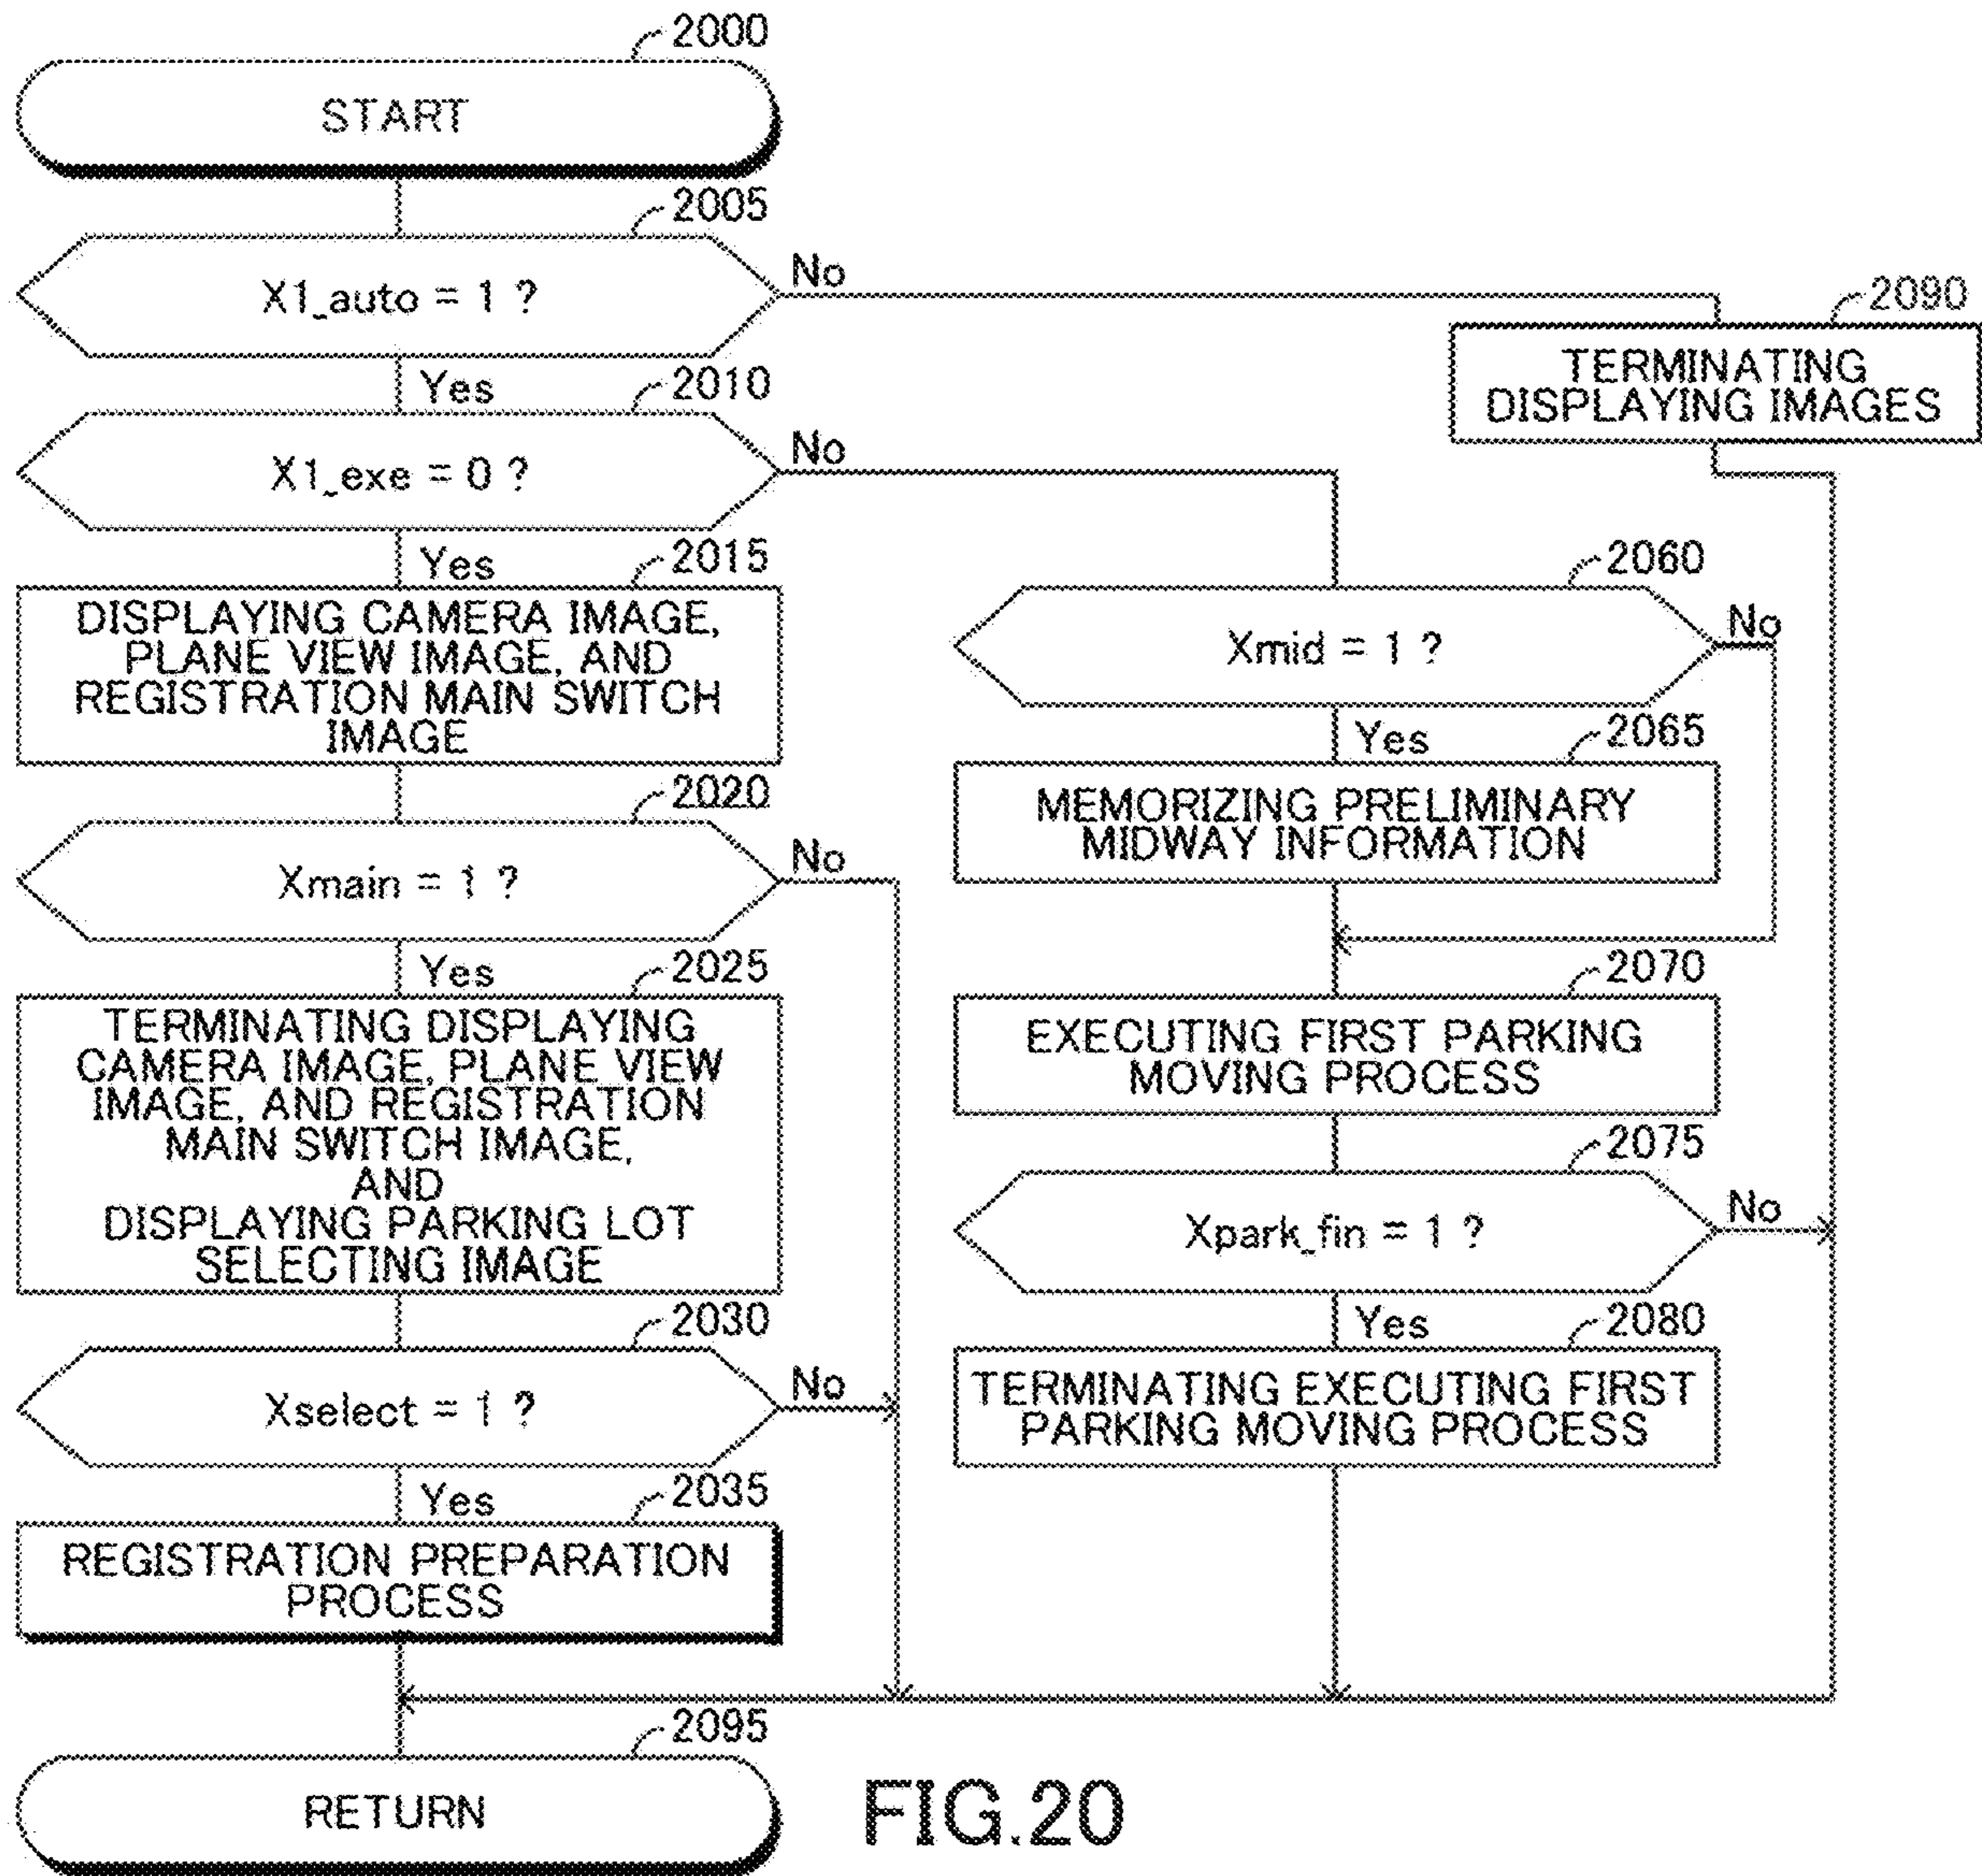 2000
START
2005
X1_auto = 1 ?
No
2090
TERMINATING
DISPLAYING IMAGES
Yes
2010
X1_exe = 0 ?
No
Yes
2015
DISPLAYING CAMERA IMAGE,
PLANE VIEW IMAGE, AND
REGISTRATION MAIN SWITCH
IMAGE
2020
Xmain = 1 ?
No
Yes
2025
TERMINATING DISPLAYING
CAMERA IMAGE, PLANE VIEW
IMAGE, AND REGISTRATION
MAIN SWITCH IMAGE,
AND
DISPLAYING PARKING LOT
SELECTING IMAGE
2030
Xselect = 1 ?
No
Yes
2035
REGISTRATION PREPARATION
PROCESS
2060
Xmid = 1 ?
No
Yes
2065
MEMORIZING PRELIMINARY
MIDWAY INFORMATION
2070
EXECUTING FIRST PARKING
MOVING PROCESS
2075
Xpark_fin = 1 ?
No
Yes
2080
TERMINATING EXECUTING FIRST
PARKING MOVING PROCESS
2095
RETURN
FIG.20